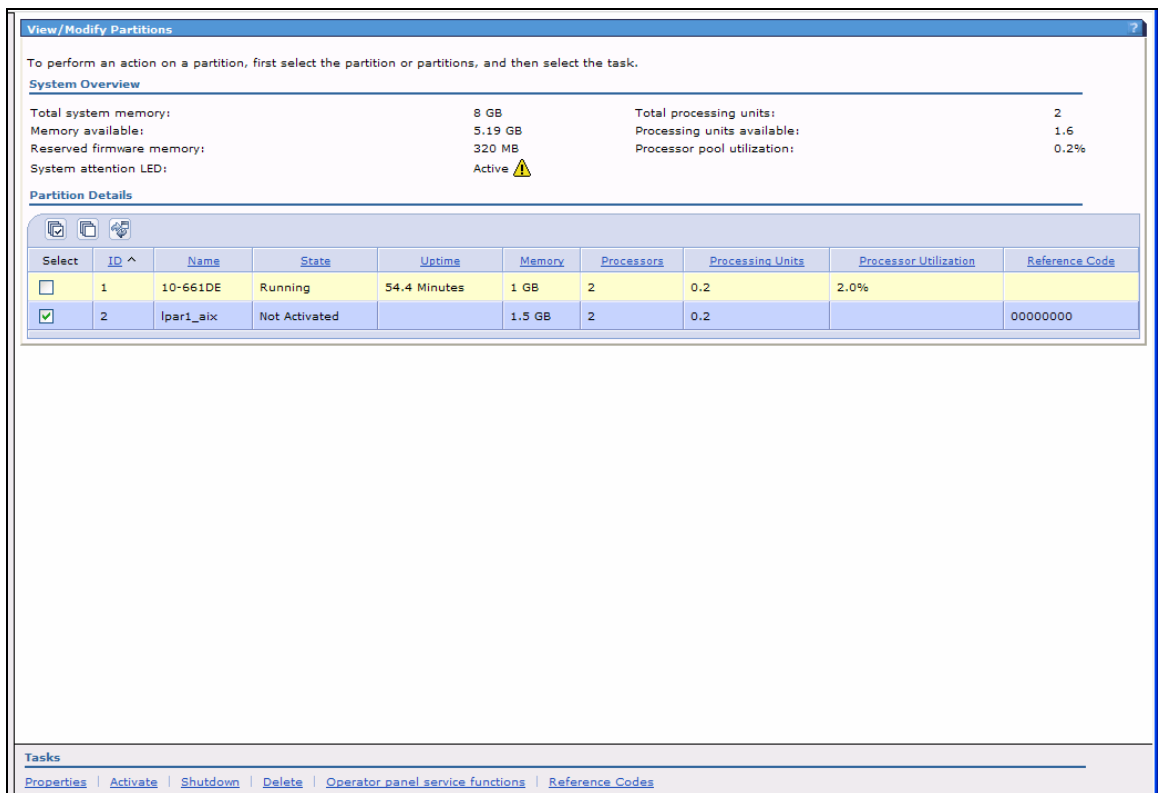 View/Modify Partitions ?
To perform an action on a partition, first select the partition or partitions, and then select the task.
System Overview
Total system memory: 8 GB Total processing units: 2
Memory available: 5.19 GB Processing units available: 1.6
Reserved firmware memory: 320 MB Processor pool utilization: 0.2%
System attention LED: Active
Partition Details
Select ID ^ Name State Uptime Memory Processors Processing Units Processor Utilization Reference Code
1 10-661DE Running 54.4 Minutes 1 GB 2 0.2 2.0%
2 lpar1_aix Not Activated 1.5 GB 2 0.2 00000000
Tasks
Properties | Activate | Shutdown | Delete | Operator panel service functions | Reference Codes